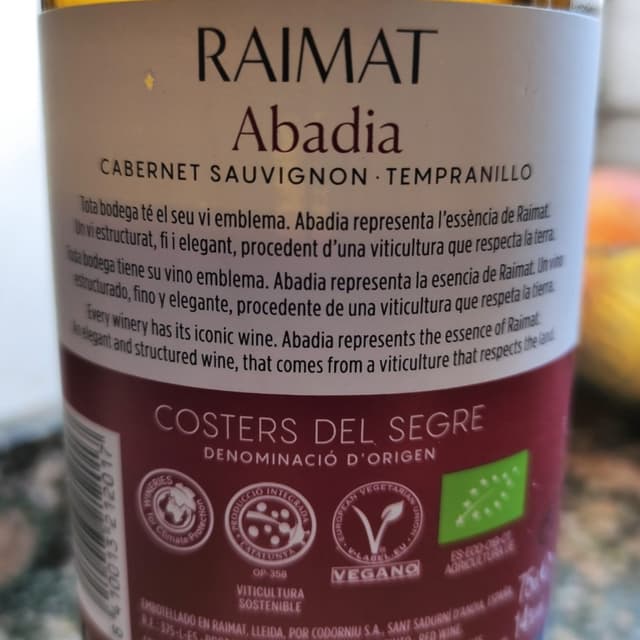 RAIMAT
Abadia
CABERNET SAUVIGNON · TEMPRANILLO
Tota bodega té el seu vi emblema. Abadia representa l'essència de Raimat.
Un vi estructurat, fi i elegant, procedent d'una viticultura que respecta la terra.
Toda bodega tiene su vino emblema. Abadia representa la esencia de Raimat. Un vino
estructurado, fino y elegante, procedente de una viticultura que respeta la tierra.
Every winery has its iconic wine. Abadia represents the essence of Raimat.
An elegant and structured wine, that comes from a viticulture that respects the land.
COSTERS DEL SEGRE
DENOMINACIÓ D'ORIGEN
WINERIES
for Climate Protection
PRODUCCIÓ INTEGRADA
CATALUNYA
OP-358
VITICULTURA
SOSTENIBLE
EUROPEAN VEGETARIAN UNION
V-LABEL.EU
VEGANO
AGRICULTURA UE
EMBOTELLADO EN RAIMAT, LLEIDA, POR CODORNIU S.A., SANT SADURNÍ D'ANOIA, ESPAÑA
RED WINE